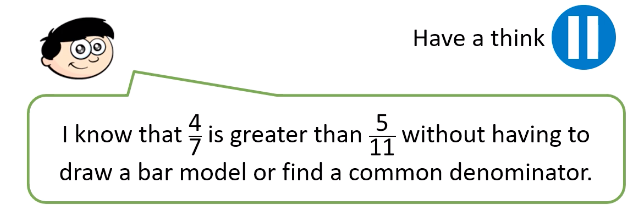 Have a think
I know that 4/7 is greater than 5/11 without having to
draw a bar model or find a common denominator.